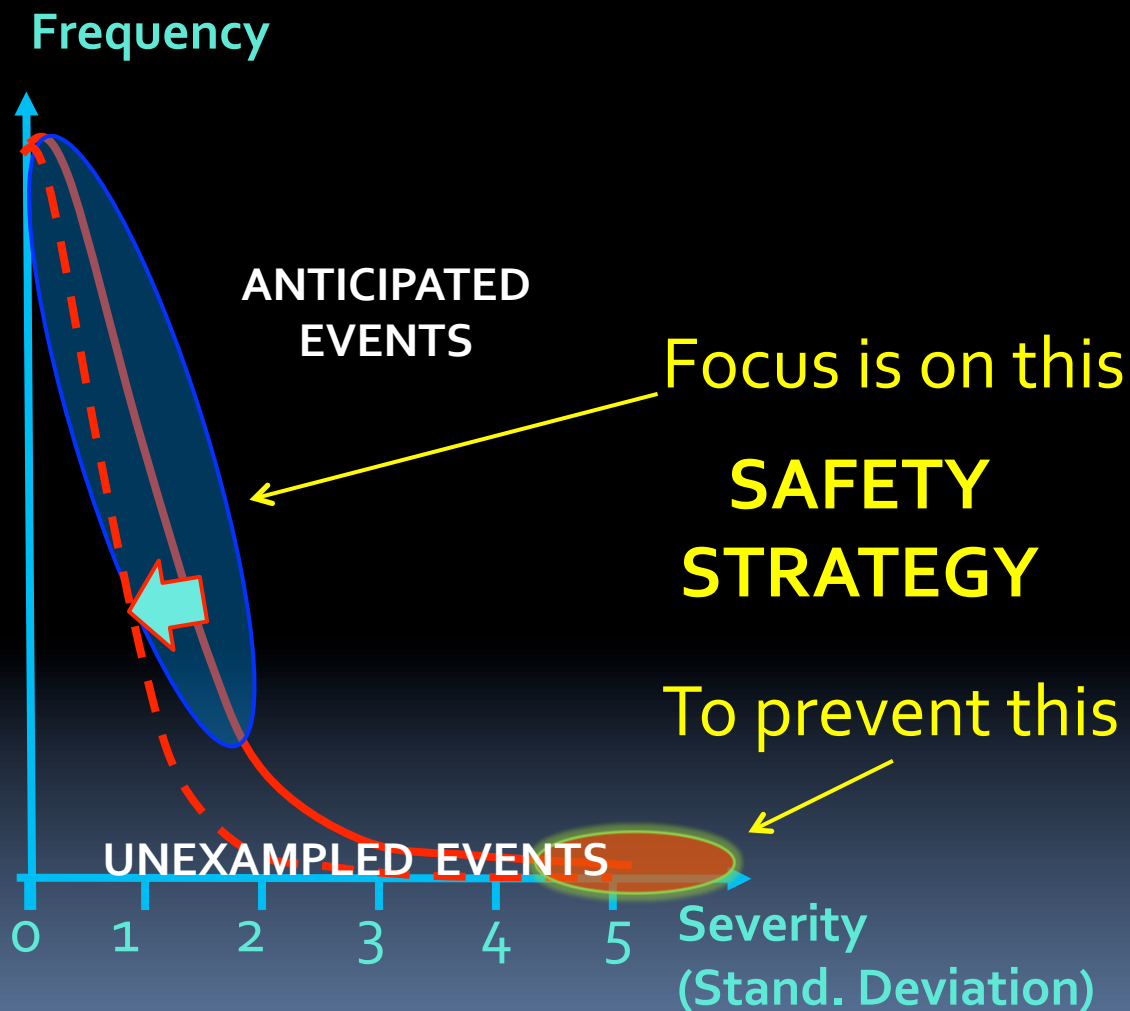 Frequency
ANTICIPATED
EVENTS
Focus is on this
SAFETY
STRATEGY
To prevent this
UNEXAMPLED EVENTS
0 1 2 3 4 5
Severity
(Stand. Deviation)